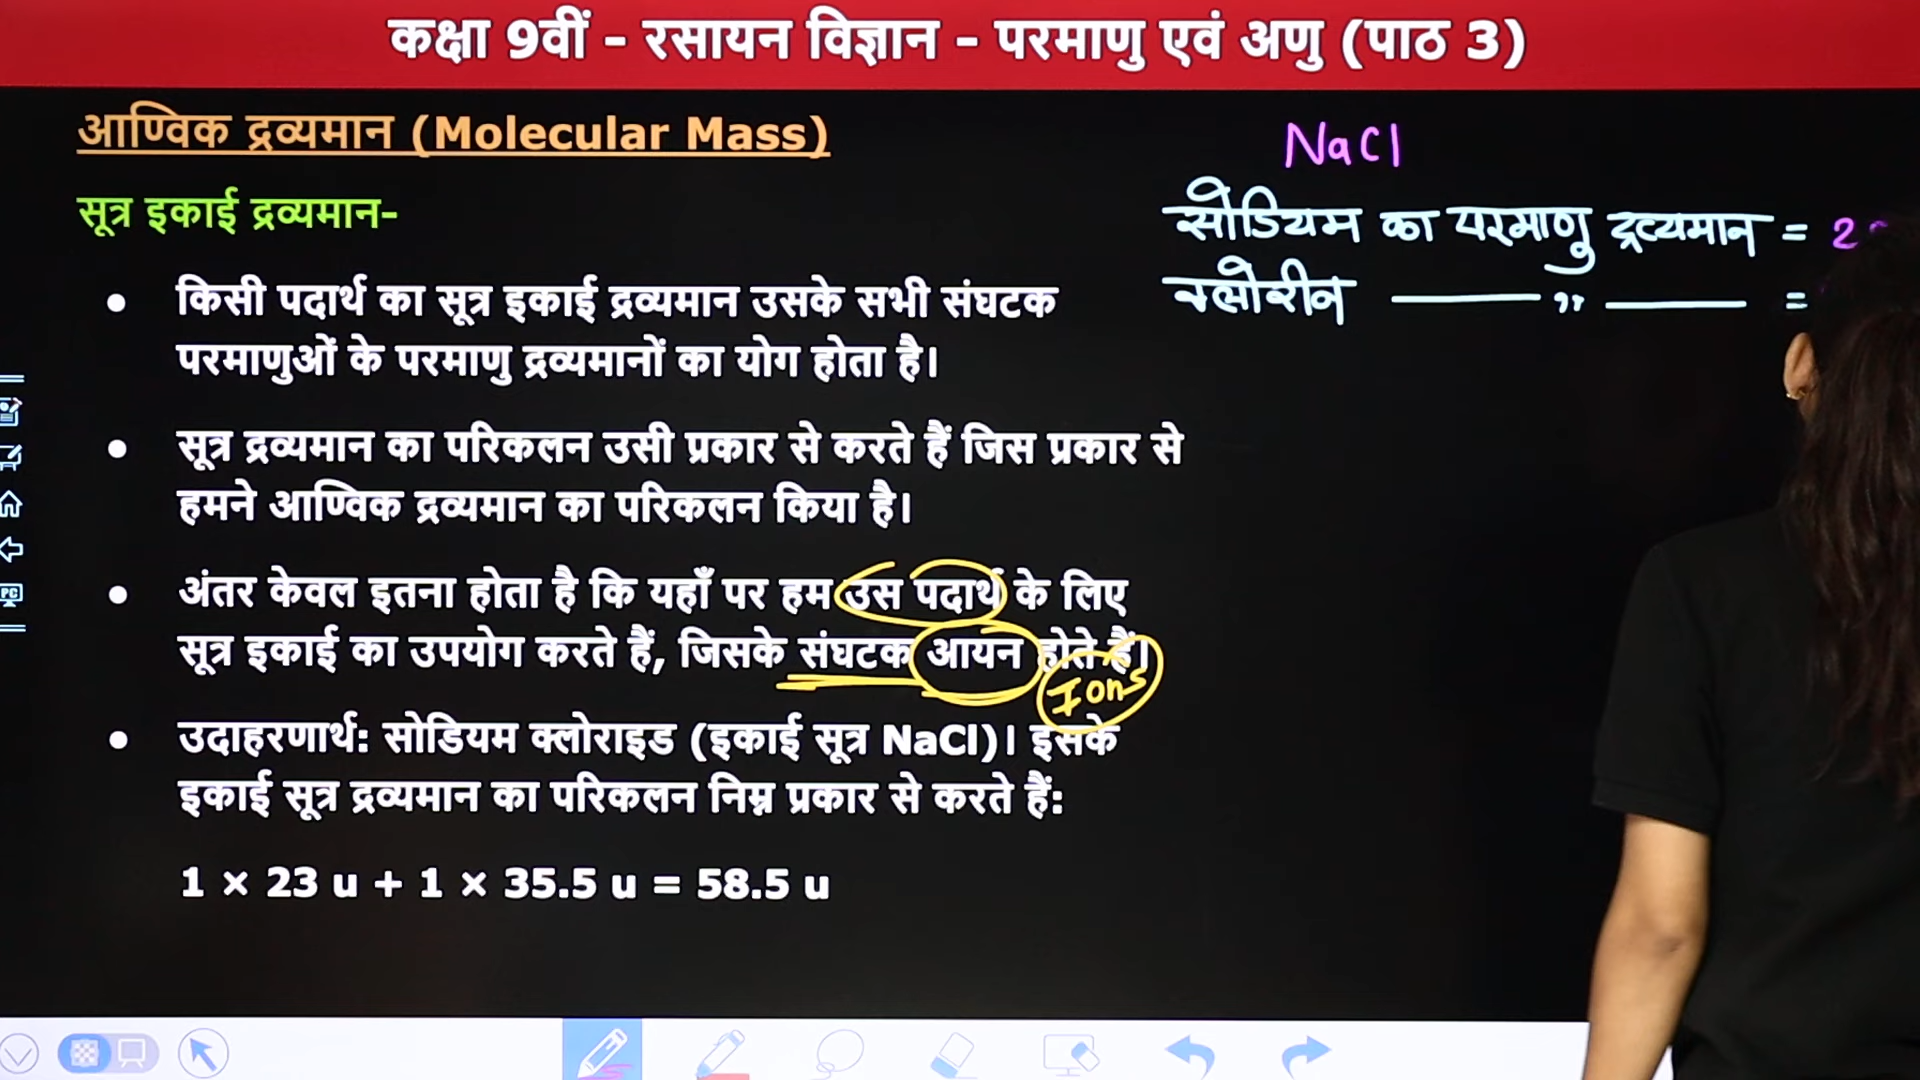 कक्षा 9वीं - रसायन विज्ञान - परमाणु एवं अणु (पाठ 3)
आण्विक द्रव्यमान (Molecular Mass)
सूत्र इकाई द्रव्यमान-
• किसी पदार्थ का सूत्र इकाई द्रव्यमान उसके सभी संघटक
परमाणुओं के परमाणु द्रव्यमानों का योग होता है।
• सूत्र द्रव्यमान का परिकलन उसी प्रकार से करते हैं जिस प्रकार से
हमने आण्विक द्रव्यमान का परिकलन किया है।
• अंतर केवल इतना होता है कि यहाँ पर हम उस पदार्थ के लिए
सूत्र इकाई का उपयोग करते हैं, जिसके संघटक आयन होते हैं।
Ions
• उदाहरणार्थ: सोडियम क्लोराइड (इकाई सूत्र NaCl)। इसके
इकाई सूत्र द्रव्यमान का परिकलन निम्न प्रकार से करते हैं:
1 × 23 u + 1 × 35.5 u = 58.5 u
NaCl
सोडियम का परमाणु द्रव्यमान = 2
क्लोरीन ——— " ——— =
PC